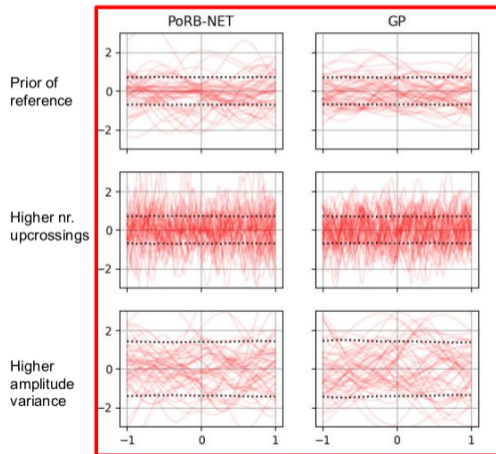 PoRB-NET GP
Prior of
reference
2
0
−2
Higher nr.
upcrossings
2
0
−2
Higher
amplitude
variance
2
0
−2
−1 0 1 −1 0 1